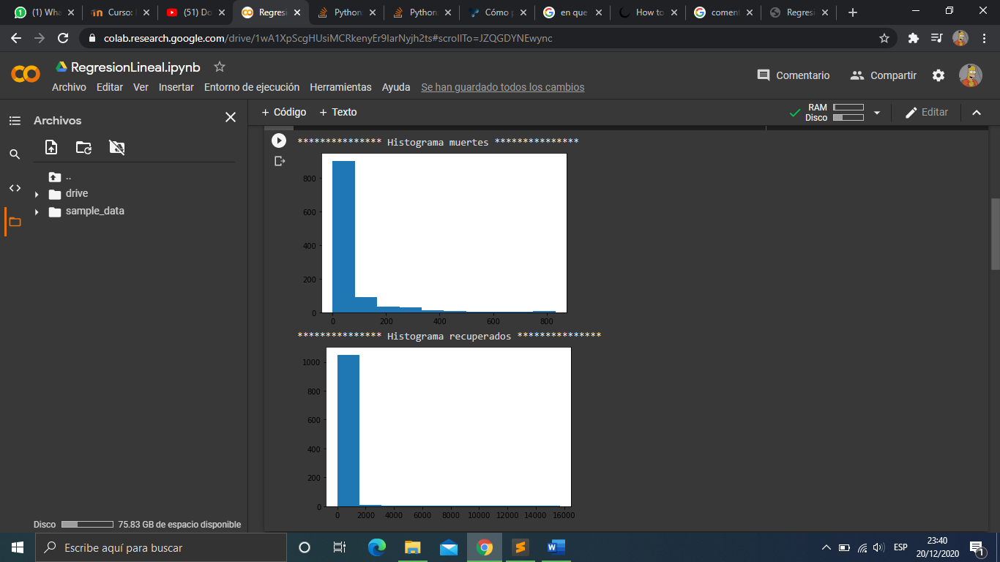 (1) Wha
Curso: I
(51) Do
Regresi
Python:
Python:
Cómo p
en que
How to
coment
Regresi
colab.research.google.com/drive/1wA1XpScgHUsiMCRkenyEr9IarNyjh2ts#scrollTo=JZQGDYNEwync
RegresionLineal.ipynb
Archivo Editar Ver Insertar Entorno de ejecución Herramientas Ayuda Se han guardado todos los cambios
Comentario Compartir
Archivos
+ Código + Texto
RAM
Disco
Editar
..
drive
sample_data
*************** Histograma muertes ***************
800
600
400
200
0
0 200 400 600 800
*************** Histograma recuperados ***************
1000
800
600
400
200
0
0 2000 4000 6000 8000 10000 12000 14000 16000
Disco 75.83 GB de espacio disponible
Escribe aquí para buscar
ESP
23:40
20/12/2020
1